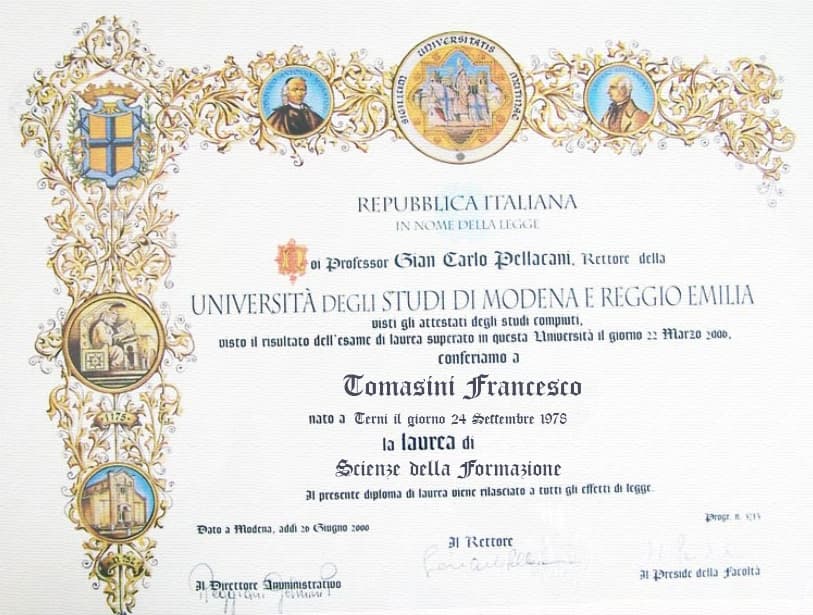 SIGILLUM UNIVERSITATIS
REPUBBLICA ITALIANA
IN NOME DELLA LEGGE
Noi Professor Gian Carlo Pellacani, Rettore della
UNIVERSITÀ DEGLI STUDI DI MODENA E REGGIO EMILIA
visti gli attestati degli studi compiuti,
visto il risultato dell'esame di laurea superato in questa Università il giorno 22 Marzo 2000,
conferiamo a
Tomasini Francesco
nato a Terni il giorno 24 Settembre 1978
la laurea di
Scienze della Formazione
Il presente diploma di laurea viene rilasciato a tutti gli effetti di legge.
Dato a Modena, addì 20 Giugno 2000
Progr. n.
Il Rettore
Il Direttore Amministrativo
Il Preside della Facoltà
1175